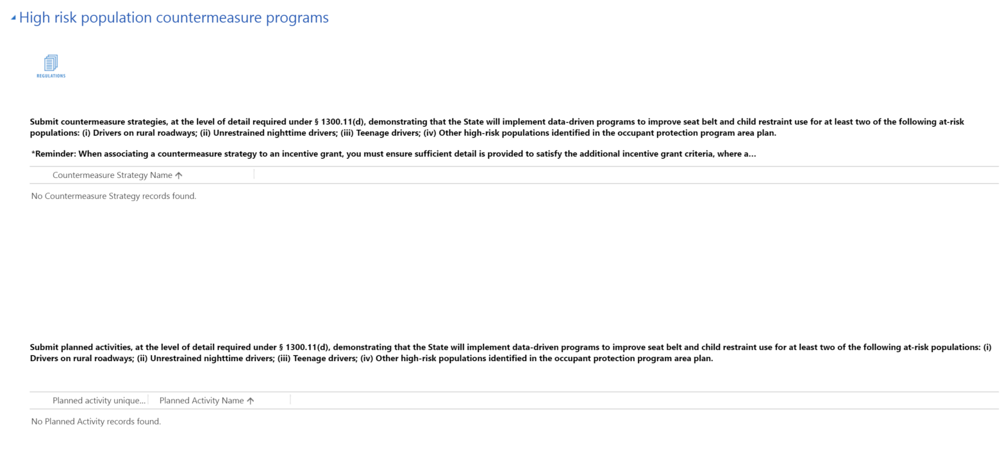 High risk population countermeasure programs
REGULATIONS
Submit countermeasure strategies, at the level of detail required under § 1300.11(d), demonstrating that the State will implement data-driven programs to improve seat belt and child restraint use for at least two of the following at-risk
populations: (i) Drivers on rural roadways; (ii) Unrestrained nighttime drivers; (iii) Teenage drivers; (iv) Other high-risk populations identified in the occupant protection program area plan.
*Reminder: When associating a countermeasure strategy to an incentive grant, you must ensure sufficient detail is provided to satisfy the additional incentive grant criteria, where a...
Countermeasure Strategy Name ↑
No Countermeasure Strategy records found.
Submit planned activities, at the level of detail required under § 1300.11(d), demonstrating that the State will implement data-driven programs to improve seat belt and child restraint use for at least two of the following at-risk populations: (i)
Drivers on rural roadways; (ii) Unrestrained nighttime drivers; (iii) Teenage drivers; (iv) Other high-risk populations identified in the occupant protection program area plan.
Planned activity unique... Planned Activity Name ↑
No Planned Activity records found.